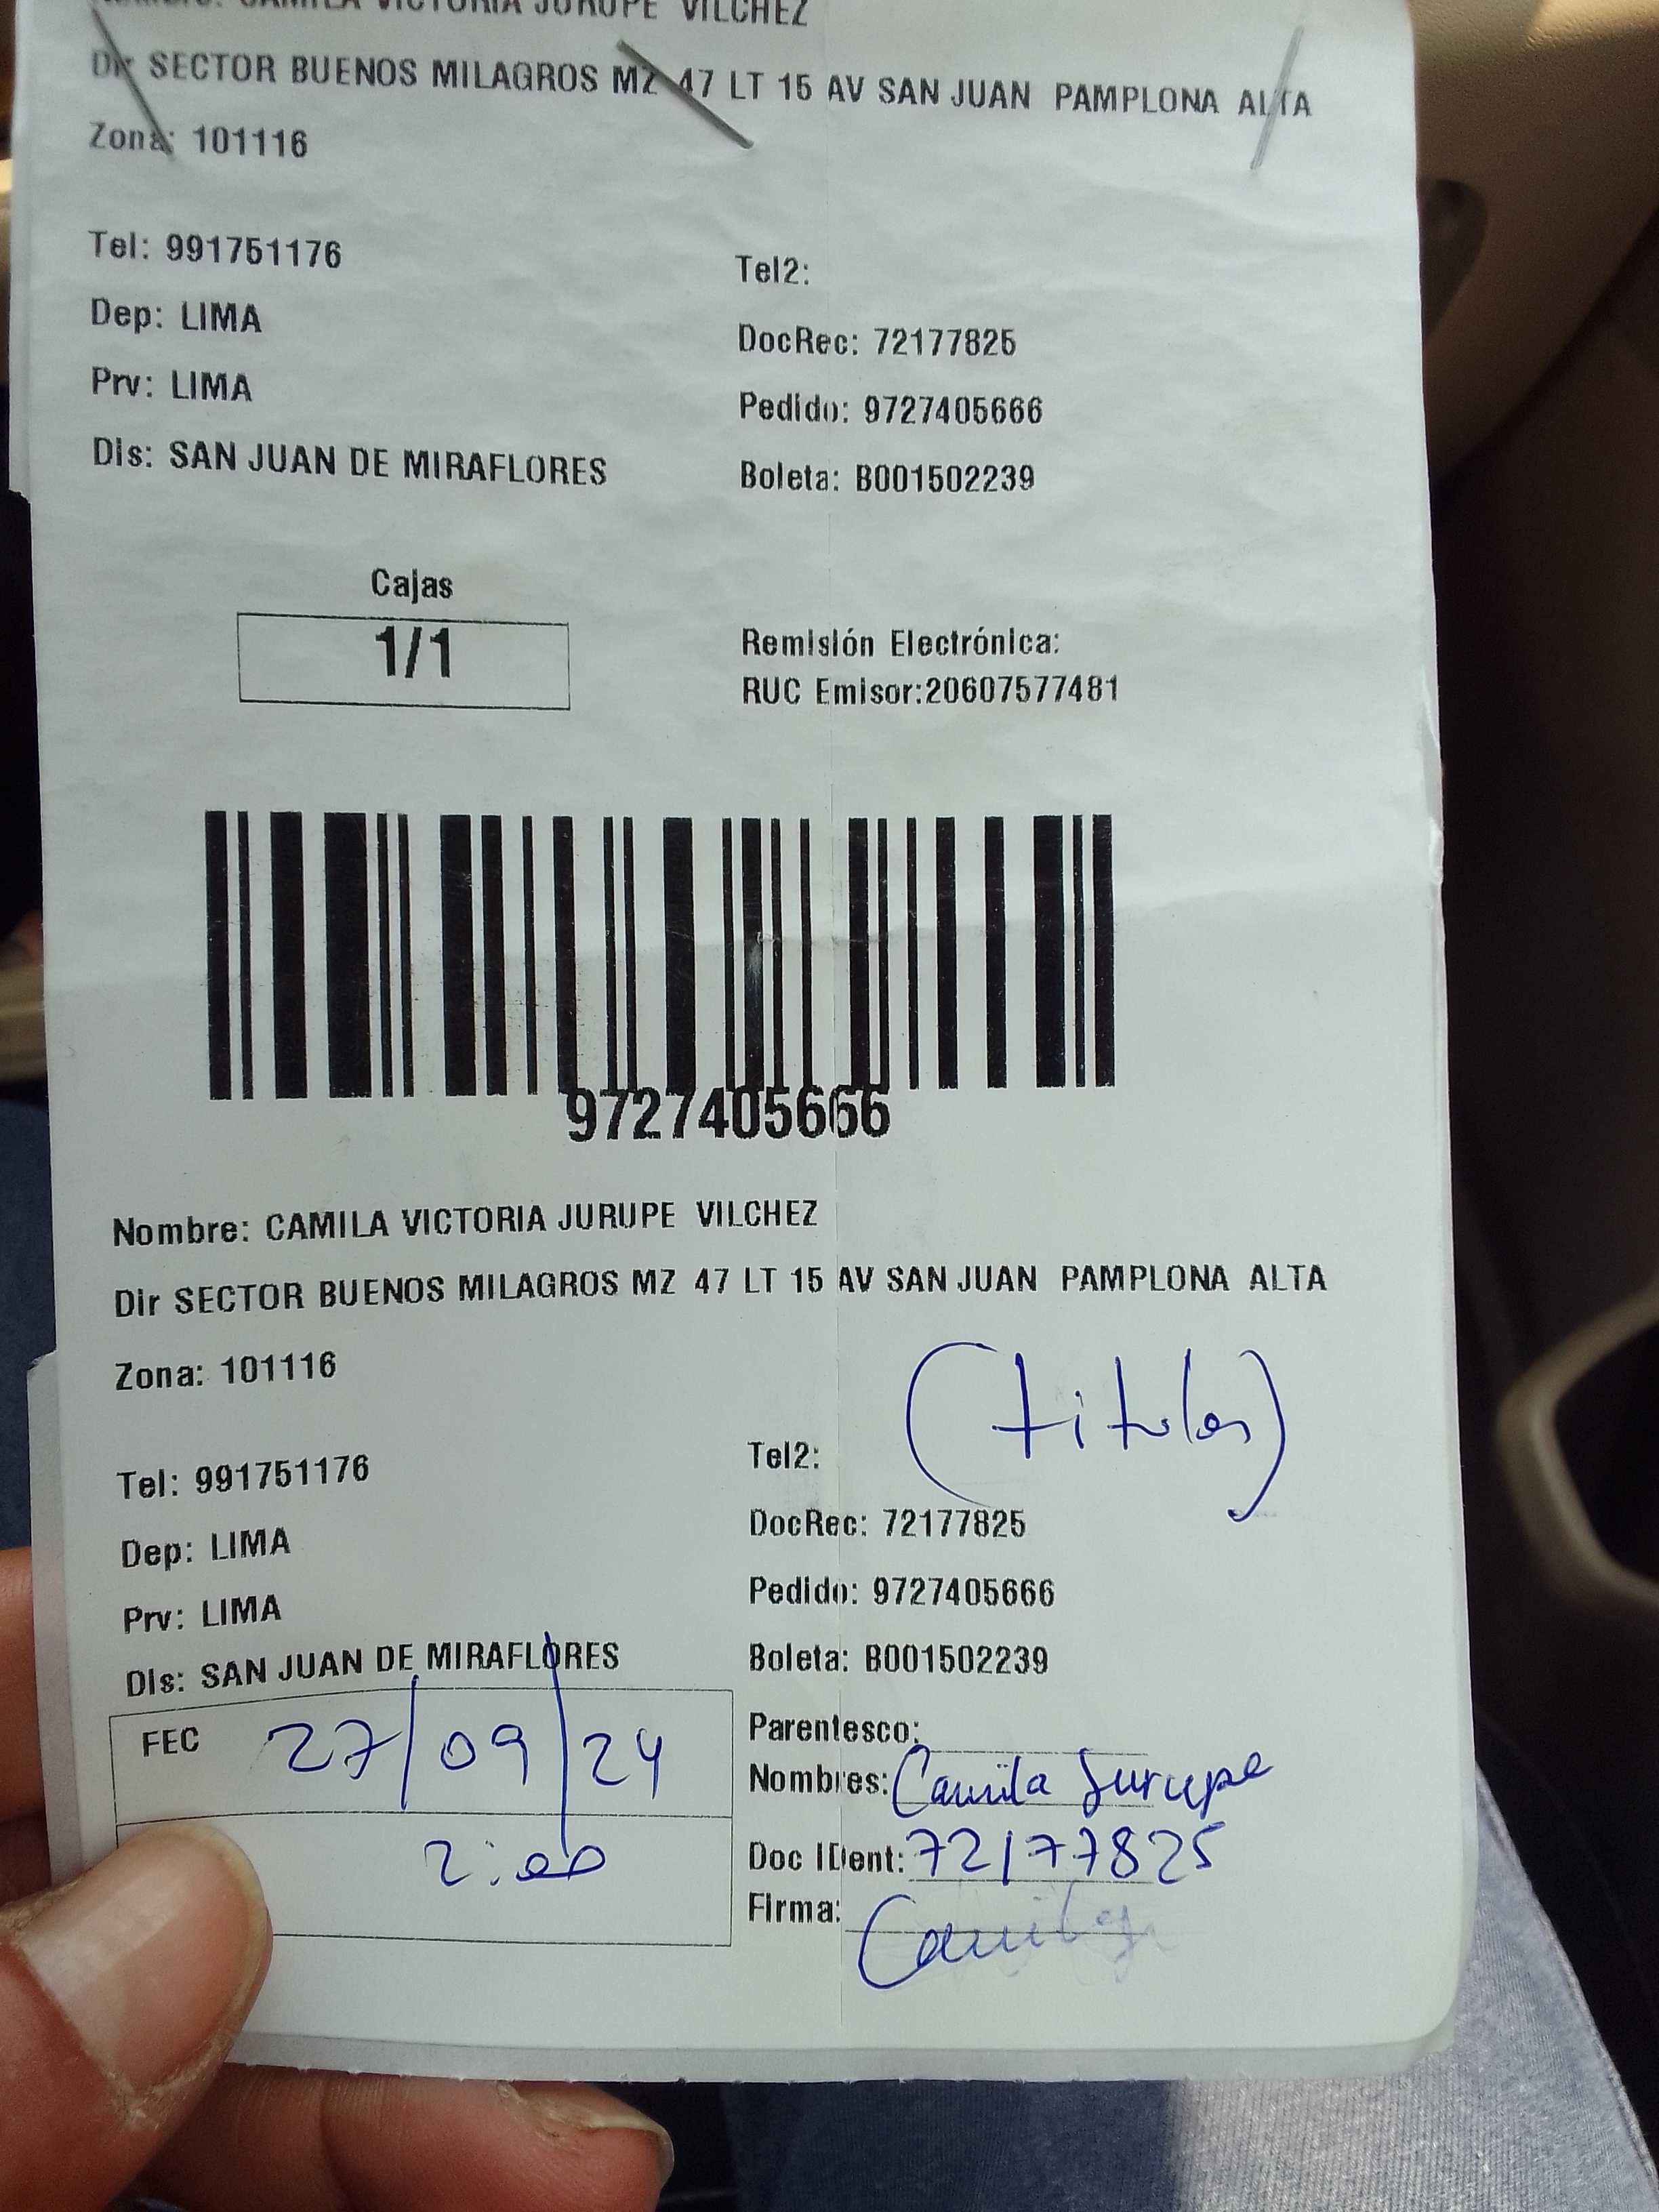 CAMILA VICTORIA JURUPE VILCHEZ
Dir SECTOR BUENOS MILAGROS MZ 47 LT 15 AV SAN JUAN PAMPLONA ALTA
Zona: 101116
Tel: 991751176
Tel2:
Dep: LIMA
DocRec: 72177825
Prv: LIMA
Pedido: 9727405666
Dis: SAN JUAN DE MIRAFLORES
Boleta: B001502239
Cajas
1/1
Remisión Electrónica:
RUC Emisor:20607577481
9727405666
Nombre: CAMILA VICTORIA JURUPE VILCHEZ
Dir SECTOR BUENOS MILAGROS MZ 47 LT 15 AV SAN JUAN PAMPLONA ALTA
Zona: 101116
(titular)
Tel: 991751176
Tel2:
Dep: LIMA
DocRec: 72177825
Prv: LIMA
Pedido: 9727405666
Dis: SAN JUAN DE MIRAFLORES
Boleta: B001502239
FEC 27/09/24
2:00
Parentesco:
Nombres: Camila Jurupe
Doc IDent: 72177825
Firma: Camila